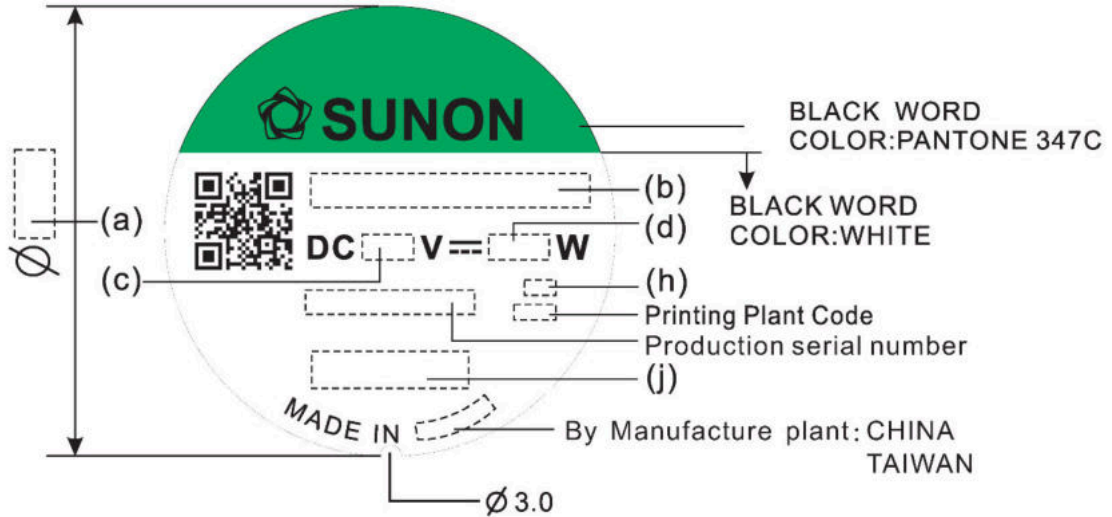 SUNON
BLACK WORD
COLOR:PANTONE 347C
(a)
(b)
BLACK WORD
COLOR:WHITE
(d)
DC V W
(c)
(h)
Printing Plant Code
Production serial number
(j)
MADE IN
By Manufacture plant: CHINA
TAIWAN
Ø
Ø 3.0